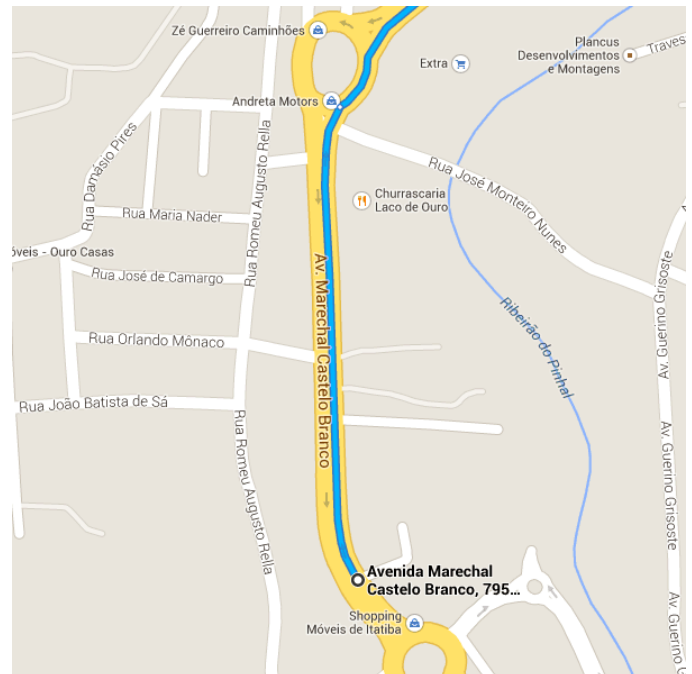 Zé Guerreiro Caminhões
Plancus
Desenvolvimentos
e Montagens
Traves
Extra
Andreta Motors
Rua Damásio Pires
Rua Romeu Augusto Rella
Rua José Monteiro Nunes
Churrascaria
Laco de Ouro
Rua Maria Nader
óveis - Ouro Casas
Rua José de Camargo
Av. Marechal Castelo Branco
Ribeirão do Pinhal
Av. Guerino Grisoste
Rua Orlando Mônaco
Rua João Batista de Sá
Rua Romeu Augusto Rella
Av. Guerino Grisoste
Avenida Marechal
Castelo Branco, 795...
Shopping
Móveis de Itatiba